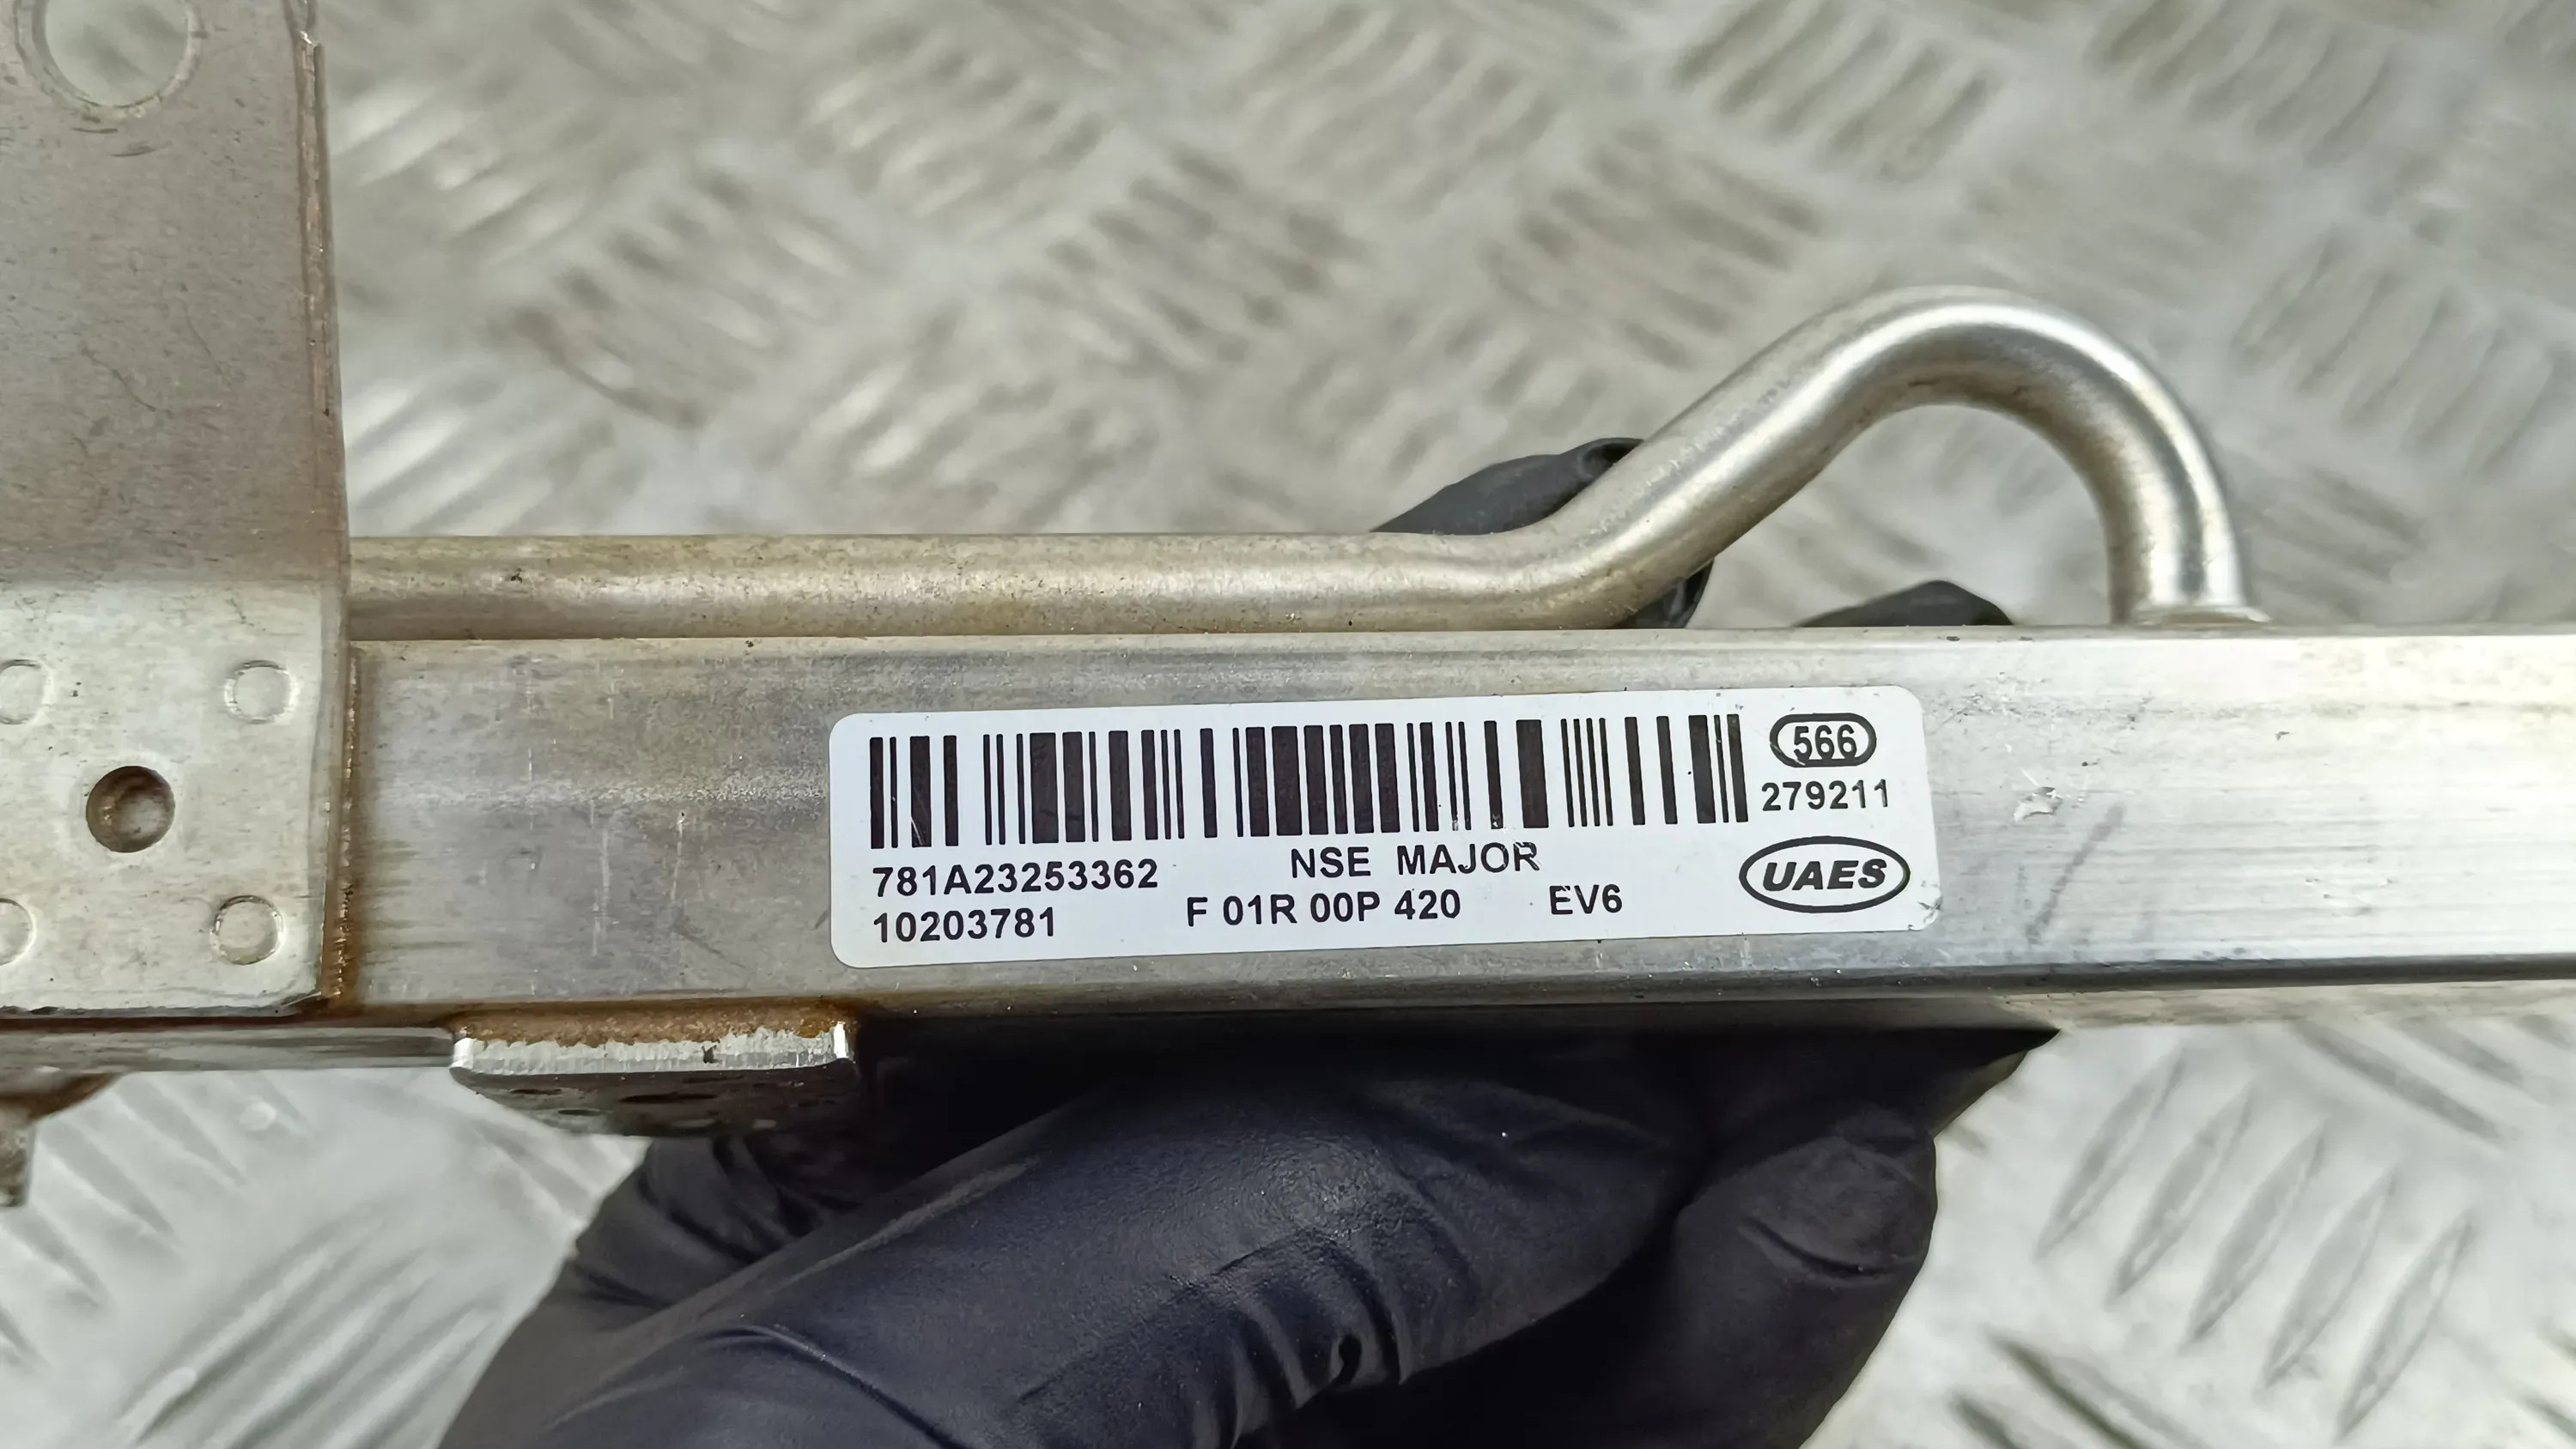 566
279211
781A23253362 NSE MAJOR
10203781 F 01R 00P 420 EV6
UAES